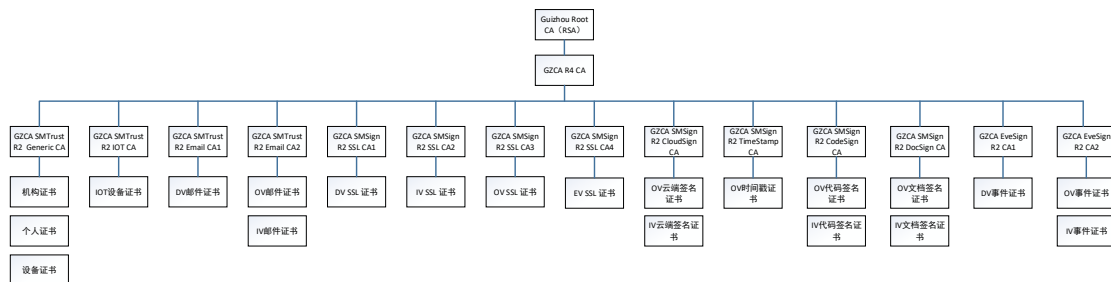 Guizhou Root
CA（RSA）
GZCA R4 CA
GZCA SMTrust
R2 Generic CA
GZCA SMTrust
R2 IOT CA
GZCA SMTrust
R2 Email CA1
GZCA SMTrust
R2 Email CA2
GZCA SMSign
R2 SSL CA1
GZCA SMSign
R2 SSL CA2
GZCA SMSign
R2 SSL CA3
GZCA SMSign
R2 SSL CA4
GZCA SMSign
R2 CloudSign
CA
GZCA SMSign
R2 TimeStamp
CA
GZCA SMSign
R2 CodeSign
CA
GZCA SMSign
R2 DocSign CA
GZCA EveSign
R2 CA1
GZCA EveSign
R2 CA2
机构证书
IOT设备证书
DV邮件证书
OV邮件证书
DV SSL 证书
IV SSL 证书
OV SSL 证书
EV SSL 证书
OV云端签名
证书
OV时间戳证
书
OV代码签名
证书
OV文档签名
证书
DV事件证书
OV事件证书
个人证书
IV邮件证书
IV云端签名证
书
IV代码签名证
书
IV文档签名证
书
IV事件证书
设备证书